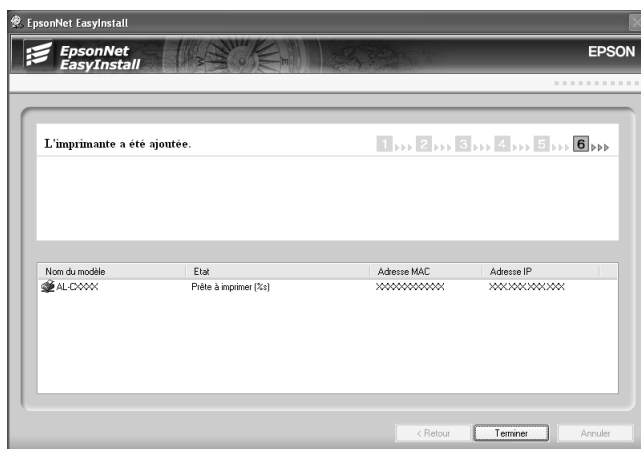 EpsonNet EasyInstall
EpsonNet
EasyInstall
EPSON
L'imprimante a été ajoutée.
1 2 3 4 5 6
Nom du modèle Etat Adresse MAC Adresse IP
AL-CXXXX Prête à imprimer (%s) XXXXXXXXXXXX XXX.XXX.XXX.XXX
< Retour Terminer Annuler